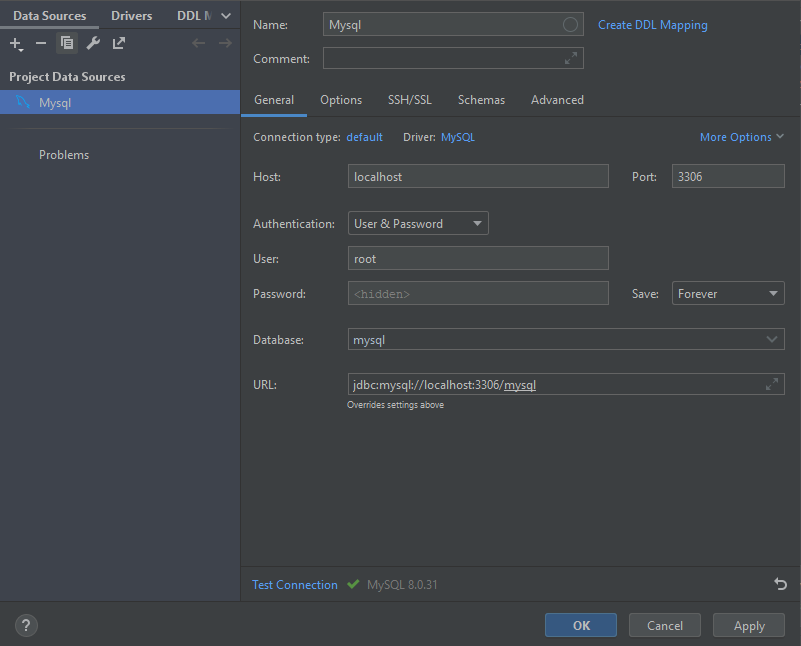 Data Sources Drivers DDL M
Project Data Sources
Mysql
Problems
Name: Mysql Create DDL Mapping
Comment:
General Options SSH/SSL Schemas Advanced
Connection type: default Driver: MySQL More Options
Host: localhost Port: 3306
Authentication: User & Password
User: root
Password: <hidden> Save: Forever
Database: mysql
URL: jdbc:mysql://localhost:3306/mysql
Overrides settings above
Test Connection MySQL 8.0.31
? OK Cancel Apply